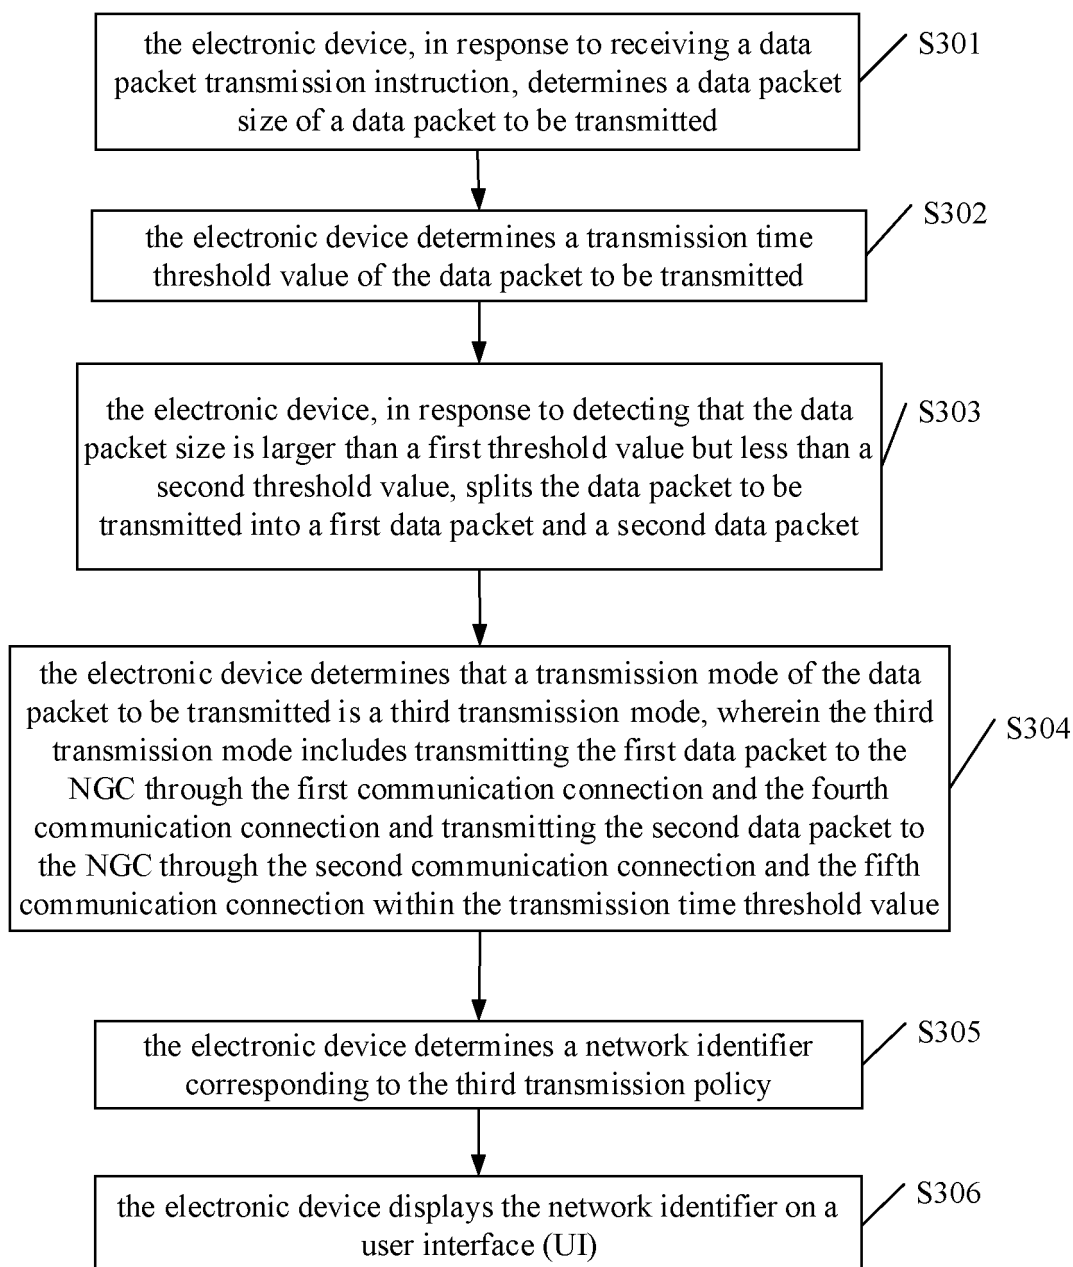 the electronic device, in response to receiving a data
packet transmission instruction, determines a data packet
size of a data packet to be transmitted
S301
the electronic device determines a transmission time
threshold value of the data packet to be transmitted
S302
the electronic device, in response to detecting that the data
packet size is larger than a first threshold value but less than a
second threshold value, splits the data packet to be
transmitted into a first data packet and a second data packet
S303
the electronic device determines that a transmission mode of the data
packet to be transmitted is a third transmission mode, wherein the third
transmission mode includes transmitting the first data packet to the
NGC through the first communication connection and the fourth
communication connection and transmitting the second data packet to
the NGC through the second communication connection and the fifth
communication connection within the transmission time threshold value
S304
the electronic device determines a network identifier
corresponding to the third transmission policy
S305
the electronic device displays the network identifier on a
user interface (UI)
S306